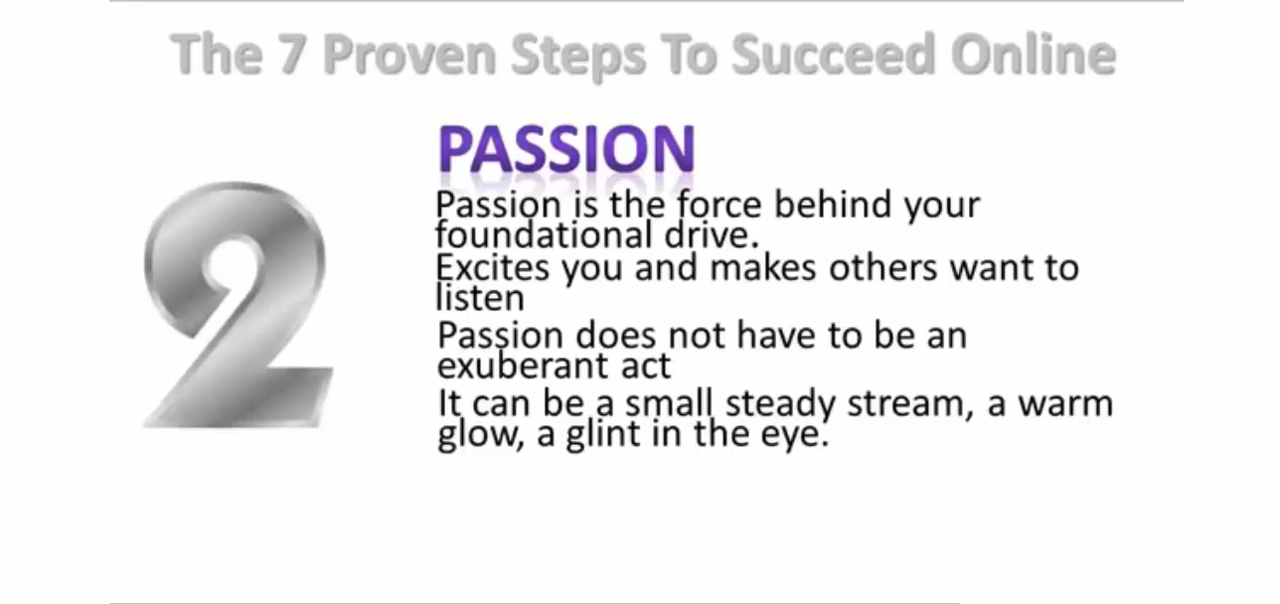 The 7 Proven Steps To Succeed Online
PASSION
2
Passion is the force behind your
foundational drive.
Excites you and makes others want to
listen
Passion does not have to be an
exuberant act
It can be a small steady stream, a warm
glow, a glint in the eye.